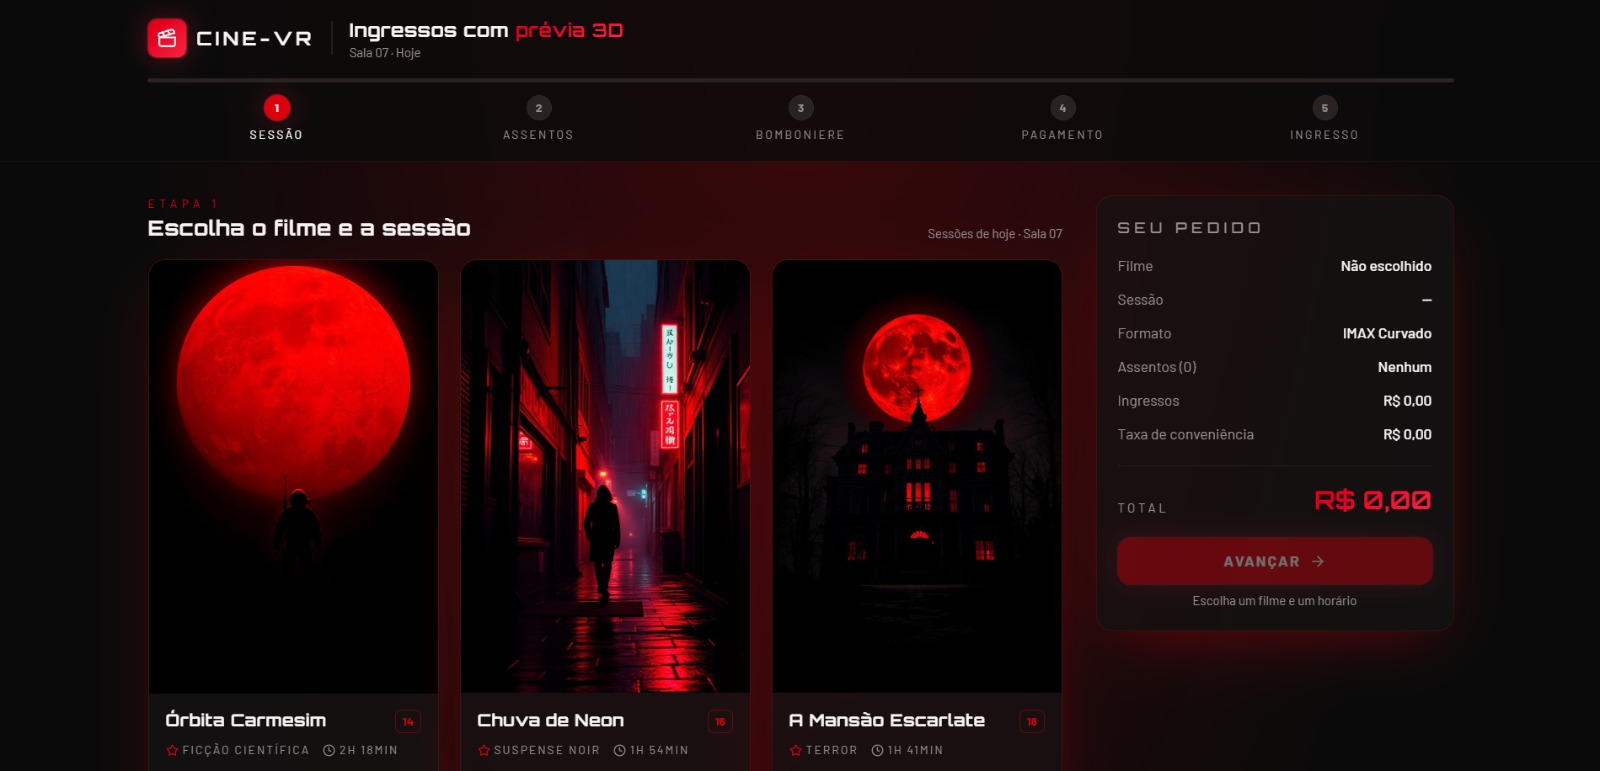 CINE-VR
Ingressos com prévia 3D
Sala 07 · Hoje
1
SESSÃO
2
ASSENTOS
3
BOMBONIERE
4
PAGAMENTO
5
INGRESSO
ETAPA 1
Escolha o filme e a sessão
Sessões de hoje · Sala 07
Órbita Carmesim
14
FICÇÃO CIENTÍFICA 2H 18MIN
Chuva de Neon
16
SUSPENSE NOIR 1H 54MIN
A Mansão Escarlate
18
TERROR 1H 41MIN
SEU PEDIDO
Filme Não escolhido
Sessão —
Formato IMAX Curvado
Assentos (0) Nenhum
Ingressos R$ 0,00
Taxa de conveniência R$ 0,00
TOTAL R$ 0,00
AVANÇAR →
Escolha um filme e um horário